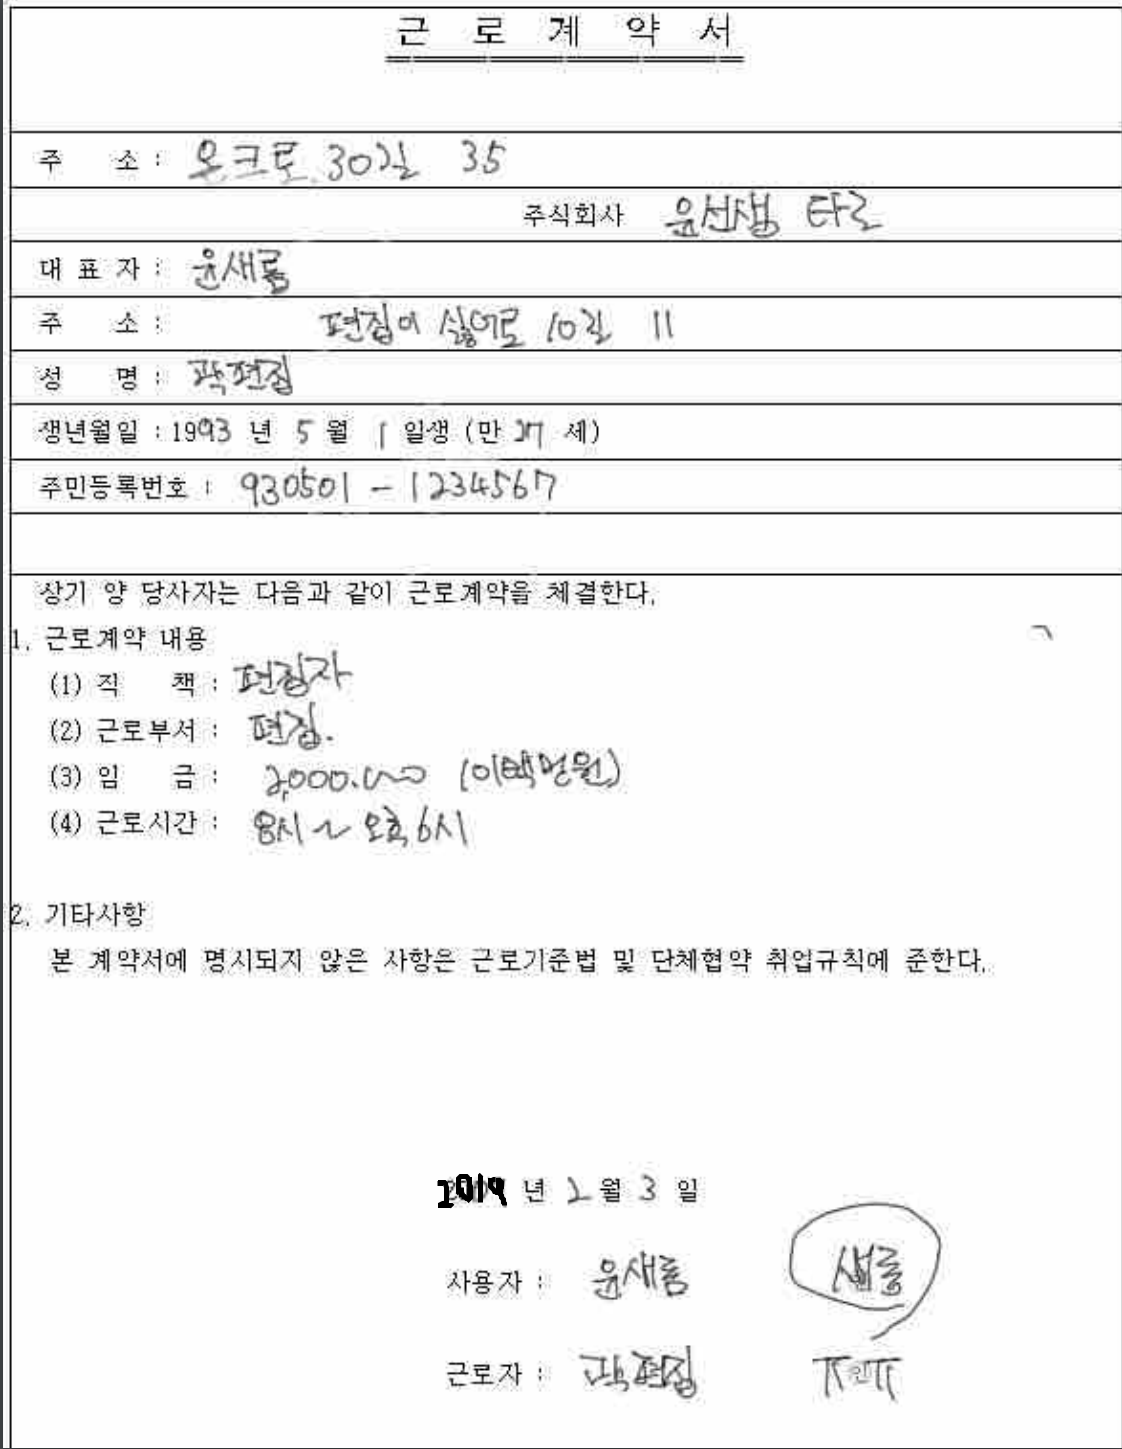 근 로 계 약 서
주 소 : 온크로 30길 35
주식회사 윤선생 타로
대 표 자 : 윤새롬
주 소 : 편집이 싫어로 10길 11
성 명 : 곽편집
생년월일 : 1993 년 5 월 1 일생 (만 27 세)
주민등록번호 : 930501 - 1234567
상기 양 당사자는 다음과 같이 근로계약을 체결한다.
1. 근로계약 내용
(1) 직 책 : 편집자
(2) 근로부서 : 편집.
(3) 임 금 : 2,000.000 (이백만원)
(4) 근로시간 : 8시 ~ 오후 6시
2. 기타사항
본 계약서에 명시되지 않은 사항은 근로기준법 및 단체협약 취업규칙에 준한다.
2019 년 2 월 3 일
사용자 : 윤새롬 새롬
근로자 : 곽편집 ㅠ인ㅠ